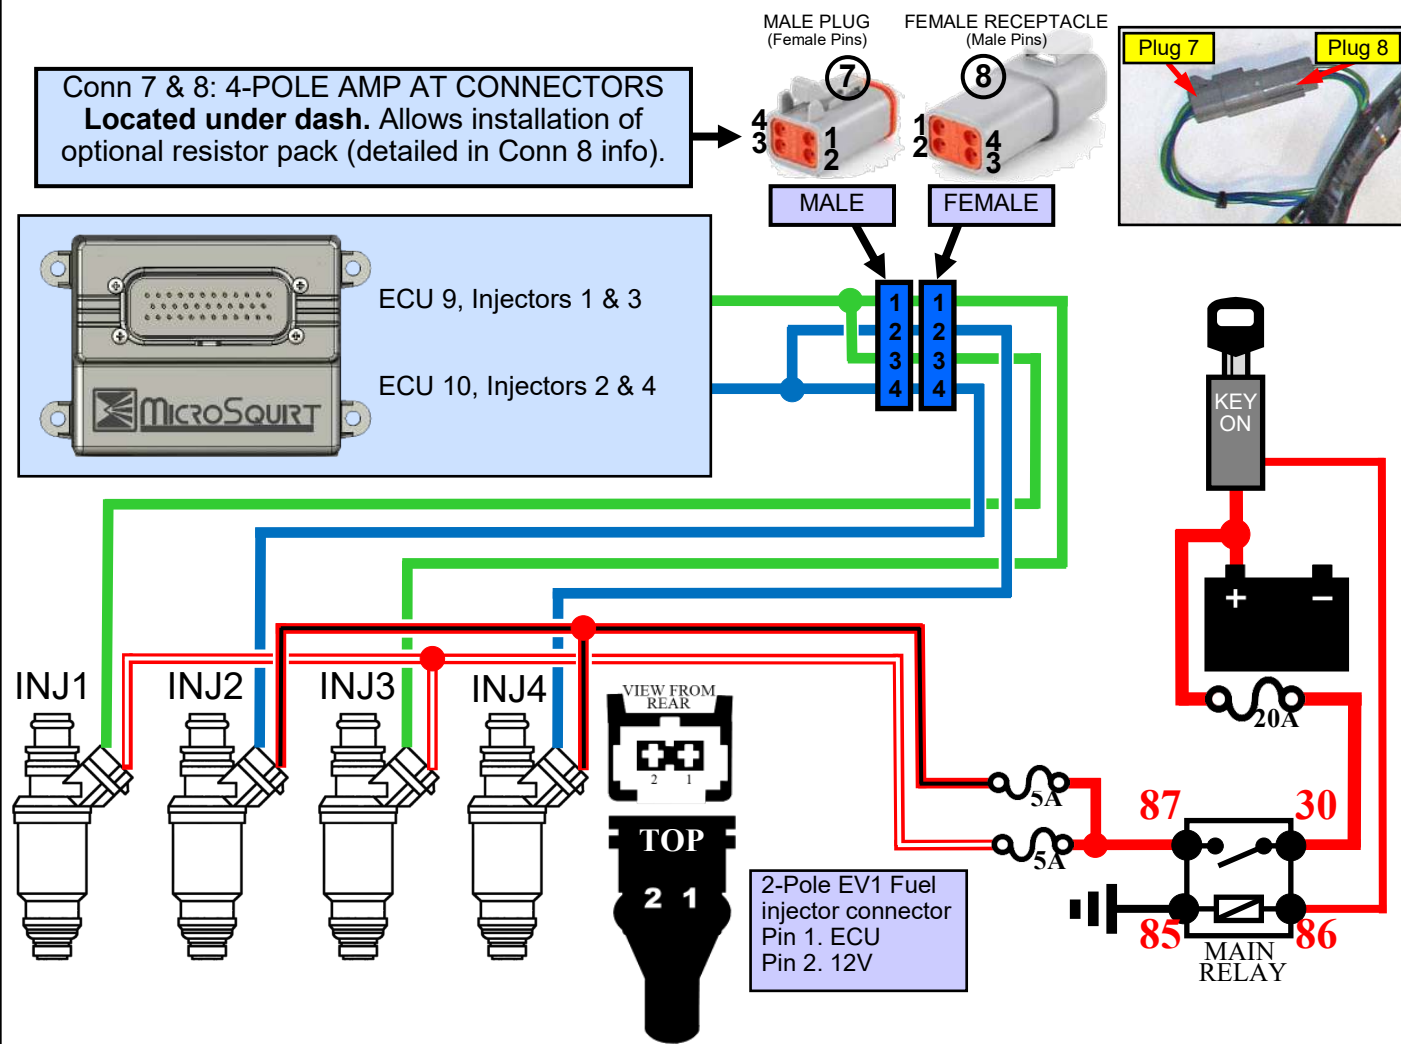 MALE PLUG
(Female Pins)
FEMALE RECEPTACLE
(Male Pins)
Plug 7
Plug 8
Conn 7 & 8: 4-POLE AMP AT CONNECTORS
Located under dash. Allows installation of
optional resistor pack (detailed in Conn 8 info).
7
8
4
3
1
2
1
2
4
3
MALE
FEMALE
ECU 9, Injectors 1 & 3
ECU 10, Injectors 2 & 4
MICROSQUIRT
1
2
3
4
1
2
3
4
KEY
ON
+
−
20A
INJ1
INJ2
INJ3
INJ4
VIEW FROM
REAR
2 1
TOP
2 1
5A
5A
87
30
85
86
MAIN
RELAY
2-Pole EV1 Fuel
injector connector
Pin 1. ECU
Pin 2. 12V